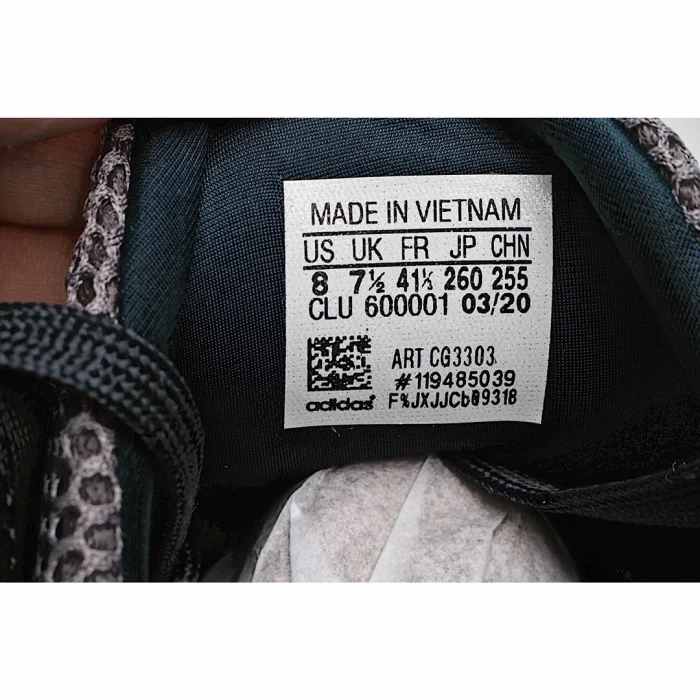 MADE IN VIETNAM
US UK FR JP CHN
8 7½ 41⅓ 260 255
CLU 600001 03/20
ART CG3303
#119485039
adidas F%JXJJCb09318